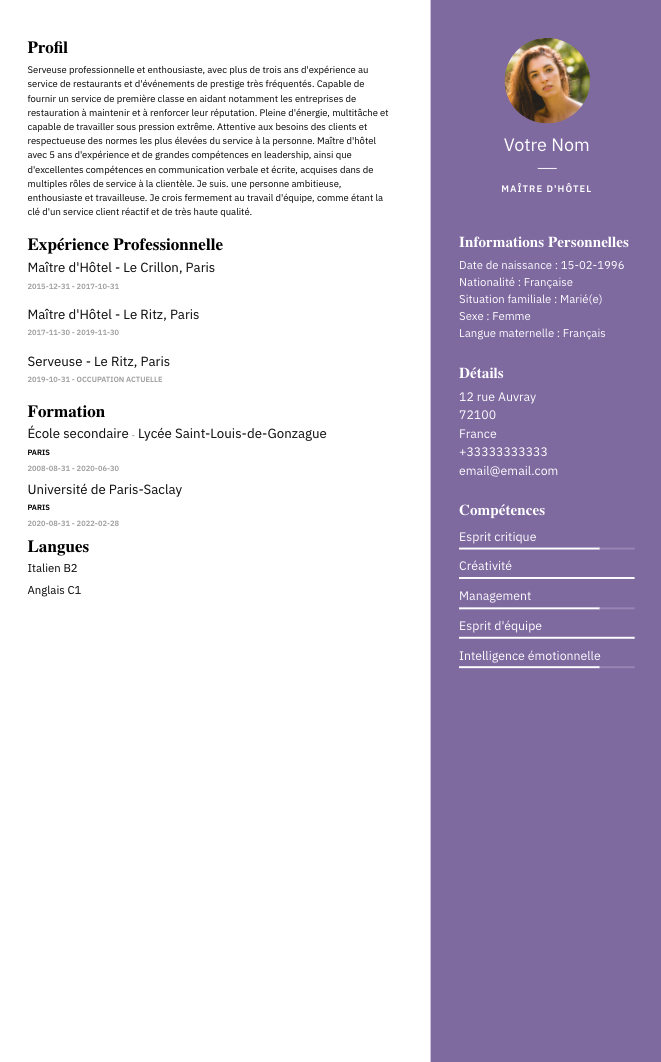 Profil
Serveuse professionnelle et enthousiaste, avec plus de trois ans d'expérience au
service de restaurants et d'événements de prestige très fréquentés. Capable de
fournir un service de première classe en aidant notamment les entreprises de
restauration à maintenir et à renforcer leur réputation. Pleine d'énergie, multitâche et
capable de travailler sous pression extrême. Attentive aux besoins des clients et
respectueuse des normes les plus élevées du service à la personne. Maître d'hôtel
avec 5 ans d'expérience et de grandes compétences en leadership, ainsi que
d'excellentes compétences en communication verbale et écrite, acquises dans de
multiples rôles de service à la clientèle. Je suis. une personne ambitieuse,
enthousiaste et travailleuse. Je crois fermement au travail d'équipe, comme étant la
clé d'un service client réactif et de très haute qualité.
Expérience Professionnelle
Maître d'Hôtel - Le Crillon, Paris
2015-12-31 - 2017-10-31
Maître d'Hôtel - Le Ritz, Paris
2017-11-30 - 2019-11-30
Serveuse - Le Ritz, Paris
2019-10-31 - OCCUPATION ACTUELLE
Formation
École secondaire - Lycée Saint-Louis-de-Gonzague
PARIS
2008-08-31 - 2020-06-30
Université de Paris-Saclay
PARIS
2020-08-31 - 2022-02-28
Langues
Italien B2
Anglais C1
Votre Nom
MAÎTRE D'HÔTEL
Informations Personnelles
Date de naissance : 15-02-1996
Nationalité : Française
Situation familiale : Marié(e)
Sexe : Femme
Langue maternelle : Français
Détails
12 rue Auvray
72100
France
+33333333333
email@email.com
Compétences
Esprit critique
Créativité
Management
Esprit d'équipe
Intelligence émotionnelle